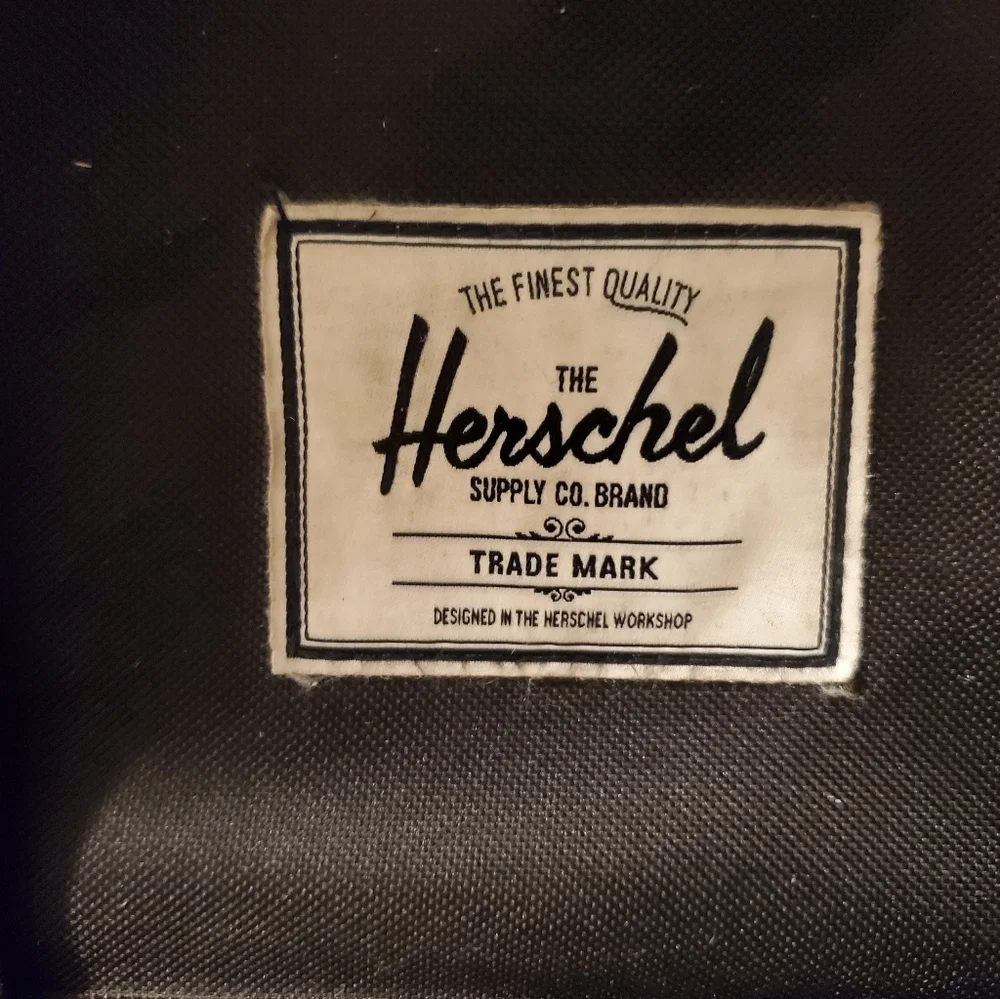 THE FINEST QUALITY
THE
Herschel
SUPPLY CO. BRAND
TRADE MARK
DESIGNED IN THE HERSCHEL WORKSHOP